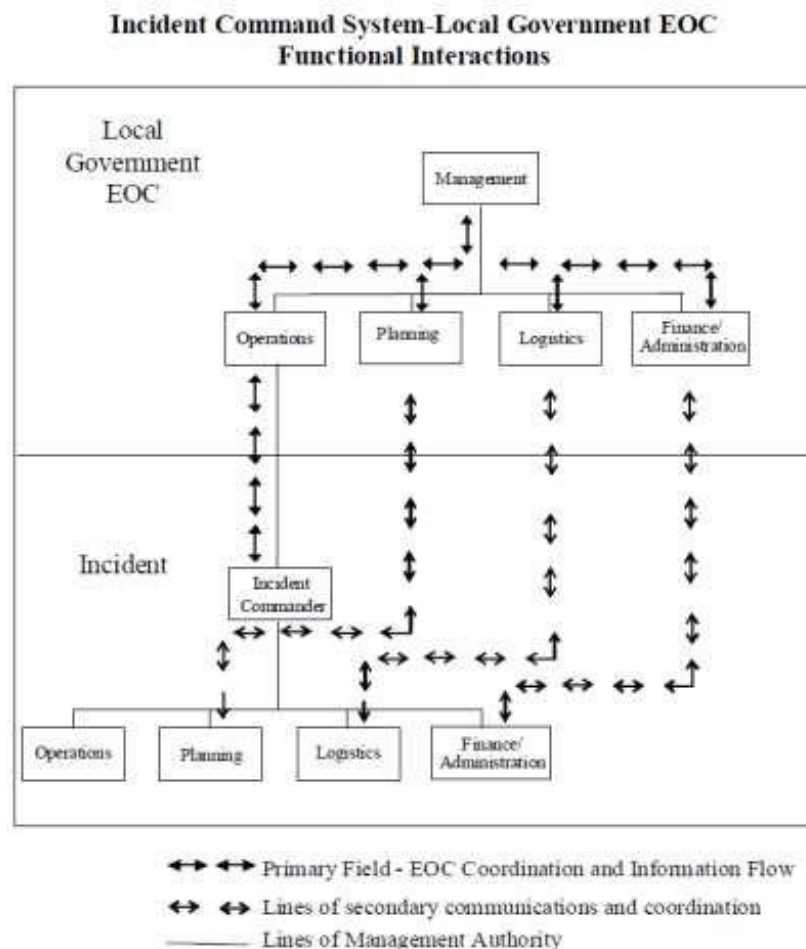 Incident Command System-Local Government EOC
Functional Interactions
Local
Government
EOC
Management
Operations
Planning
Logistics
Finance/
Administration
Incident
Incident
Commander
Operations
Planning
Logistics
Finance/
Administration
Primary Field - EOC Coordination and Information Flow
Lines of secondary communications and coordination
Lines of Management Authority